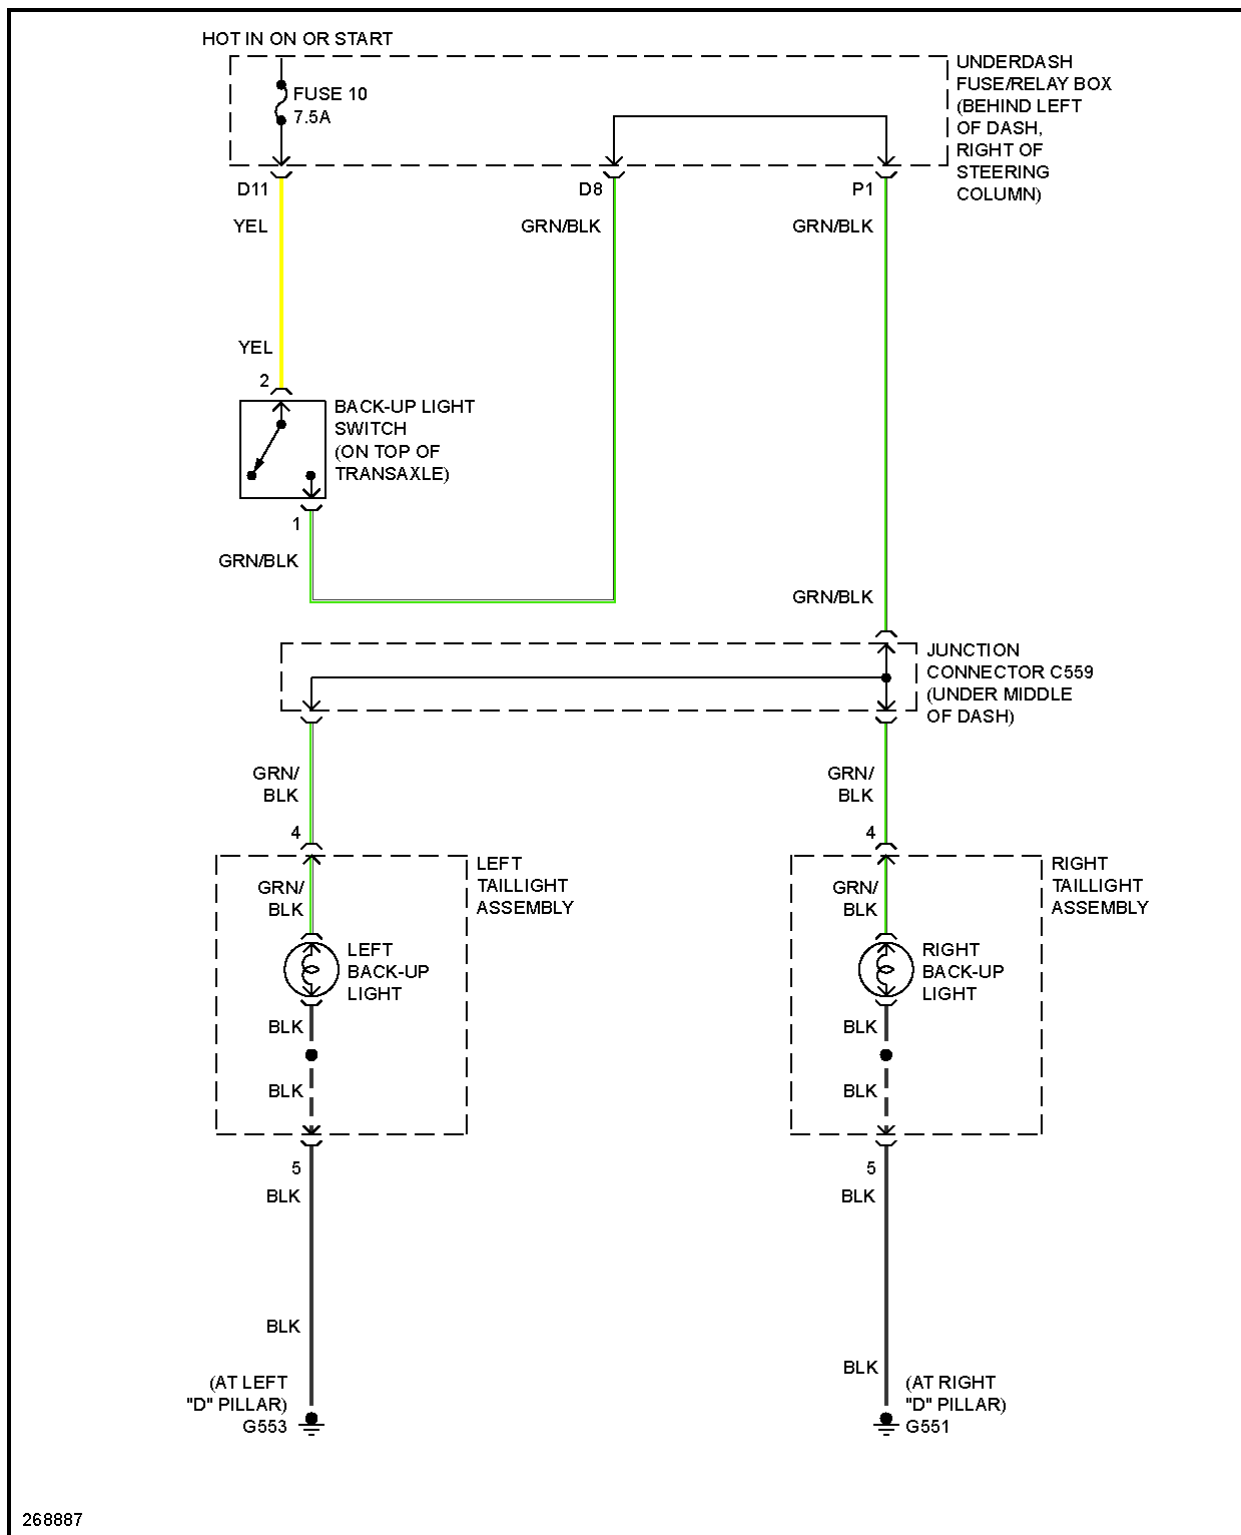 HOT IN ON OR START
FUSE 10
7.5A
UNDERDASH
FUSE/RELAY BOX
(BEHIND LEFT
OF DASH,
RIGHT OF
STEERING
COLUMN)
D11
D8
P1
YEL
GRN/BLK
GRN/BLK
YEL
2
BACK-UP LIGHT
SWITCH
(ON TOP OF
TRANSAXLE)
1
GRN/BLK
GRN/BLK
JUNCTION
CONNECTOR C559
(UNDER MIDDLE
OF DASH)
GRN/
BLK
GRN/
BLK
4
4
LEFT
TAILLIGHT
ASSEMBLY
RIGHT
TAILLIGHT
ASSEMBLY
GRN/
BLK
GRN/
BLK
LEFT
BACK-UP
LIGHT
RIGHT
BACK-UP
LIGHT
BLK
BLK
BLK
BLK
5
5
BLK
BLK
BLK
BLK
(AT LEFT
"D" PILLAR)
G553
(AT RIGHT
"D" PILLAR)
G551
268887